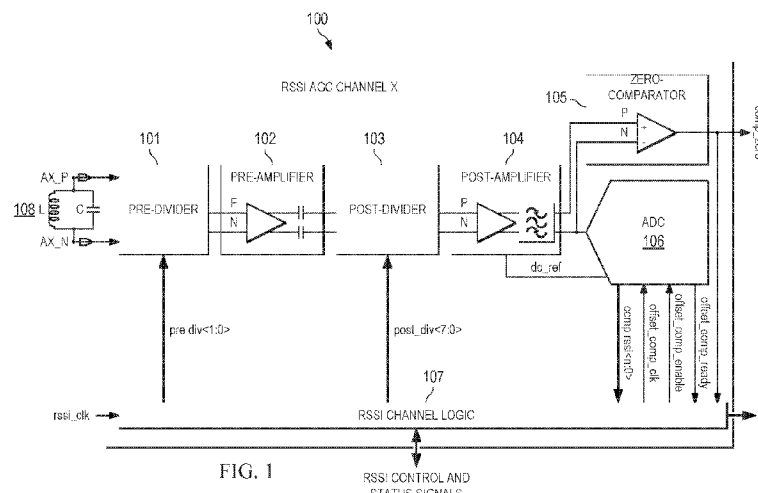 100
RSSI AGC CHANNEL X
ZERO-
COMPARATOR
105
P
N
101
102
103
104
AX_P
PRE-AMPLIFIER
POST-AMPLIFIER
108
L
C
PRE-DIVIDER
P
N
POST-DIVIDER
P
N
ADC
106
AX_N
dc_ref
pre div<1:0>
post_div<7:0>
comp rssi<n:0>
offset_comp_clk
offset_comp_enable
offset_comp_ready
107
rssi_clk
RSSI CHANNEL LOGIC
FIG. 1
RSSI CONTROL AND
STATUS SIGNALS